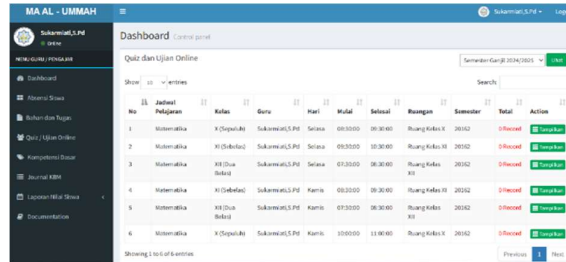 MA AL - UMMAH
Sukarmiati,S.Pd
Sukarmiati,S.Pd
Online
Dashboard Control panel
MENU GURU / PENGAJAR
Quiz dan Ujian Online
Semester Ganjil 2024/2025
Lihat
Dashboard
Absensi Siswa
Bahan dan Tugas
Quiz / Ujian Online
Kompetensi Dasar
Journal KBM
Laporan Nilai Siswa
Documentation
Show 10 entries
Search:
No Jadwal Pelajaran Kelas Guru Hari Mulai Selesai Ruangan Semester Total Action
1 Matematika X (Sepuluh) Sukarmiati,S.Pd Selasa 08:30:00 09:30:00 Ruang Kelas X 20162 0 Record Tampilkan
2 Matematika XI (Sebelas) Sukarmiati,S.Pd Selasa 09:30:00 10:30:00 Ruang Kelas XI 20162 0 Record Tampilkan
3 Matematika XII (Dua Belas) Sukarmiati,S.Pd Selasa 07:30:00 08:30:00 Ruang Kelas XII 20162 0 Record Tampilkan
4 Matematika XI (Sebelas) Sukarmiati,S.Pd Kamis 08:30:00 09:30:00 Ruang Kelas XI 20162 0 Record Tampilkan
5 Matematika XII (Dua Belas) Sukarmiati,S.Pd Kamis 07:30:00 08:30:00 Ruang Kelas XII 20162 0 Record Tampilkan
6 Matematika X (Sepuluh) Sukarmiati,S.Pd Kamis 10:00:00 11:00:00 Ruang Kelas X 20162 0 Record Tampilkan
Showing 1 to 6 of 6 entries
Previous 1 Next